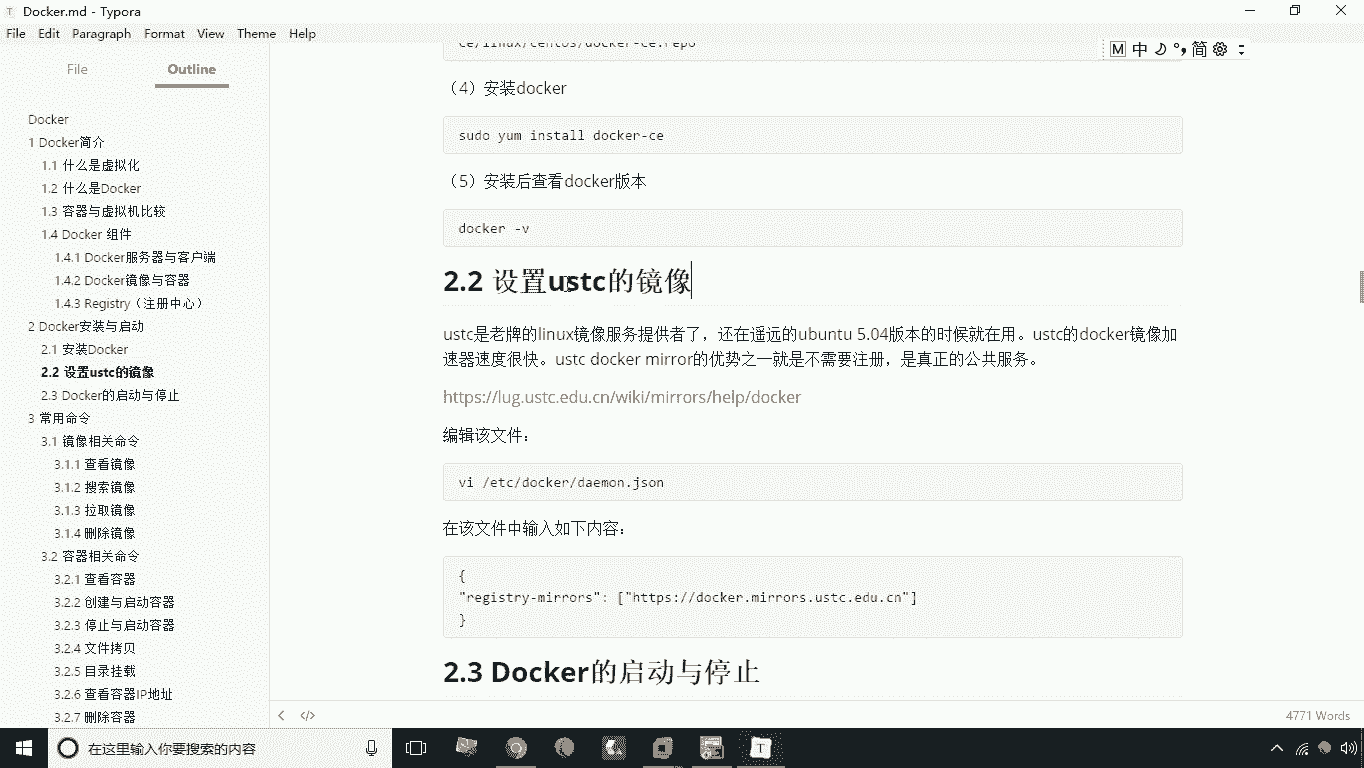 Docker.md - Typora
File Edit Paragraph Format View Theme Help
M 中 简
File Outline
Docker
1 Docker简介
1.1 什么是虚拟化
1.2 什么是Docker
1.3 容器与虚拟机比较
1.4 Docker 组件
1.4.1 Docker服务器与客户端
1.4.2 Docker镜像与容器
1.4.3 Registry（注册中心）
2 Docker安装与启动
2.1 安装Docker
2.2 设置ustc的镜像
2.3 Docker的启动与停止
3 常用命令
3.1 镜像相关命令
3.1.1 查看镜像
3.1.2 搜索镜像
3.1.3 拉取镜像
3.1.4 删除镜像
3.2 容器相关命令
3.2.1 查看容器
3.2.2 创建与启动容器
3.2.3 停止与启动容器
3.2.4 文件拷贝
3.2.5 目录挂载
3.2.6 查看容器IP地址
3.2.7 删除容器
ce/linux/centos/docker-ce.repo
（4）安装docker
sudo yum install docker-ce
（5）安装后查看docker版本
docker -v
2.2 设置ustc的镜像
ustc是老牌的linux镜像服务提供者了，还在遥远的ubuntu 5.04版本的时候就在用。ustc的docker镜像加
速器速度很快。ustc docker mirror的优势之一就是不需要注册，是真正的公共服务。
https://lug.ustc.edu.cn/wiki/mirrors/help/docker
编辑该文件：
vi /etc/docker/daemon.json
在该文件中输入如下内容：
{
"registry-mirrors": ["https://docker.mirrors.ustc.edu.cn"]
}
2.3 Docker的启动与停止
4771 Words
在这里输入你要搜索的内容
T